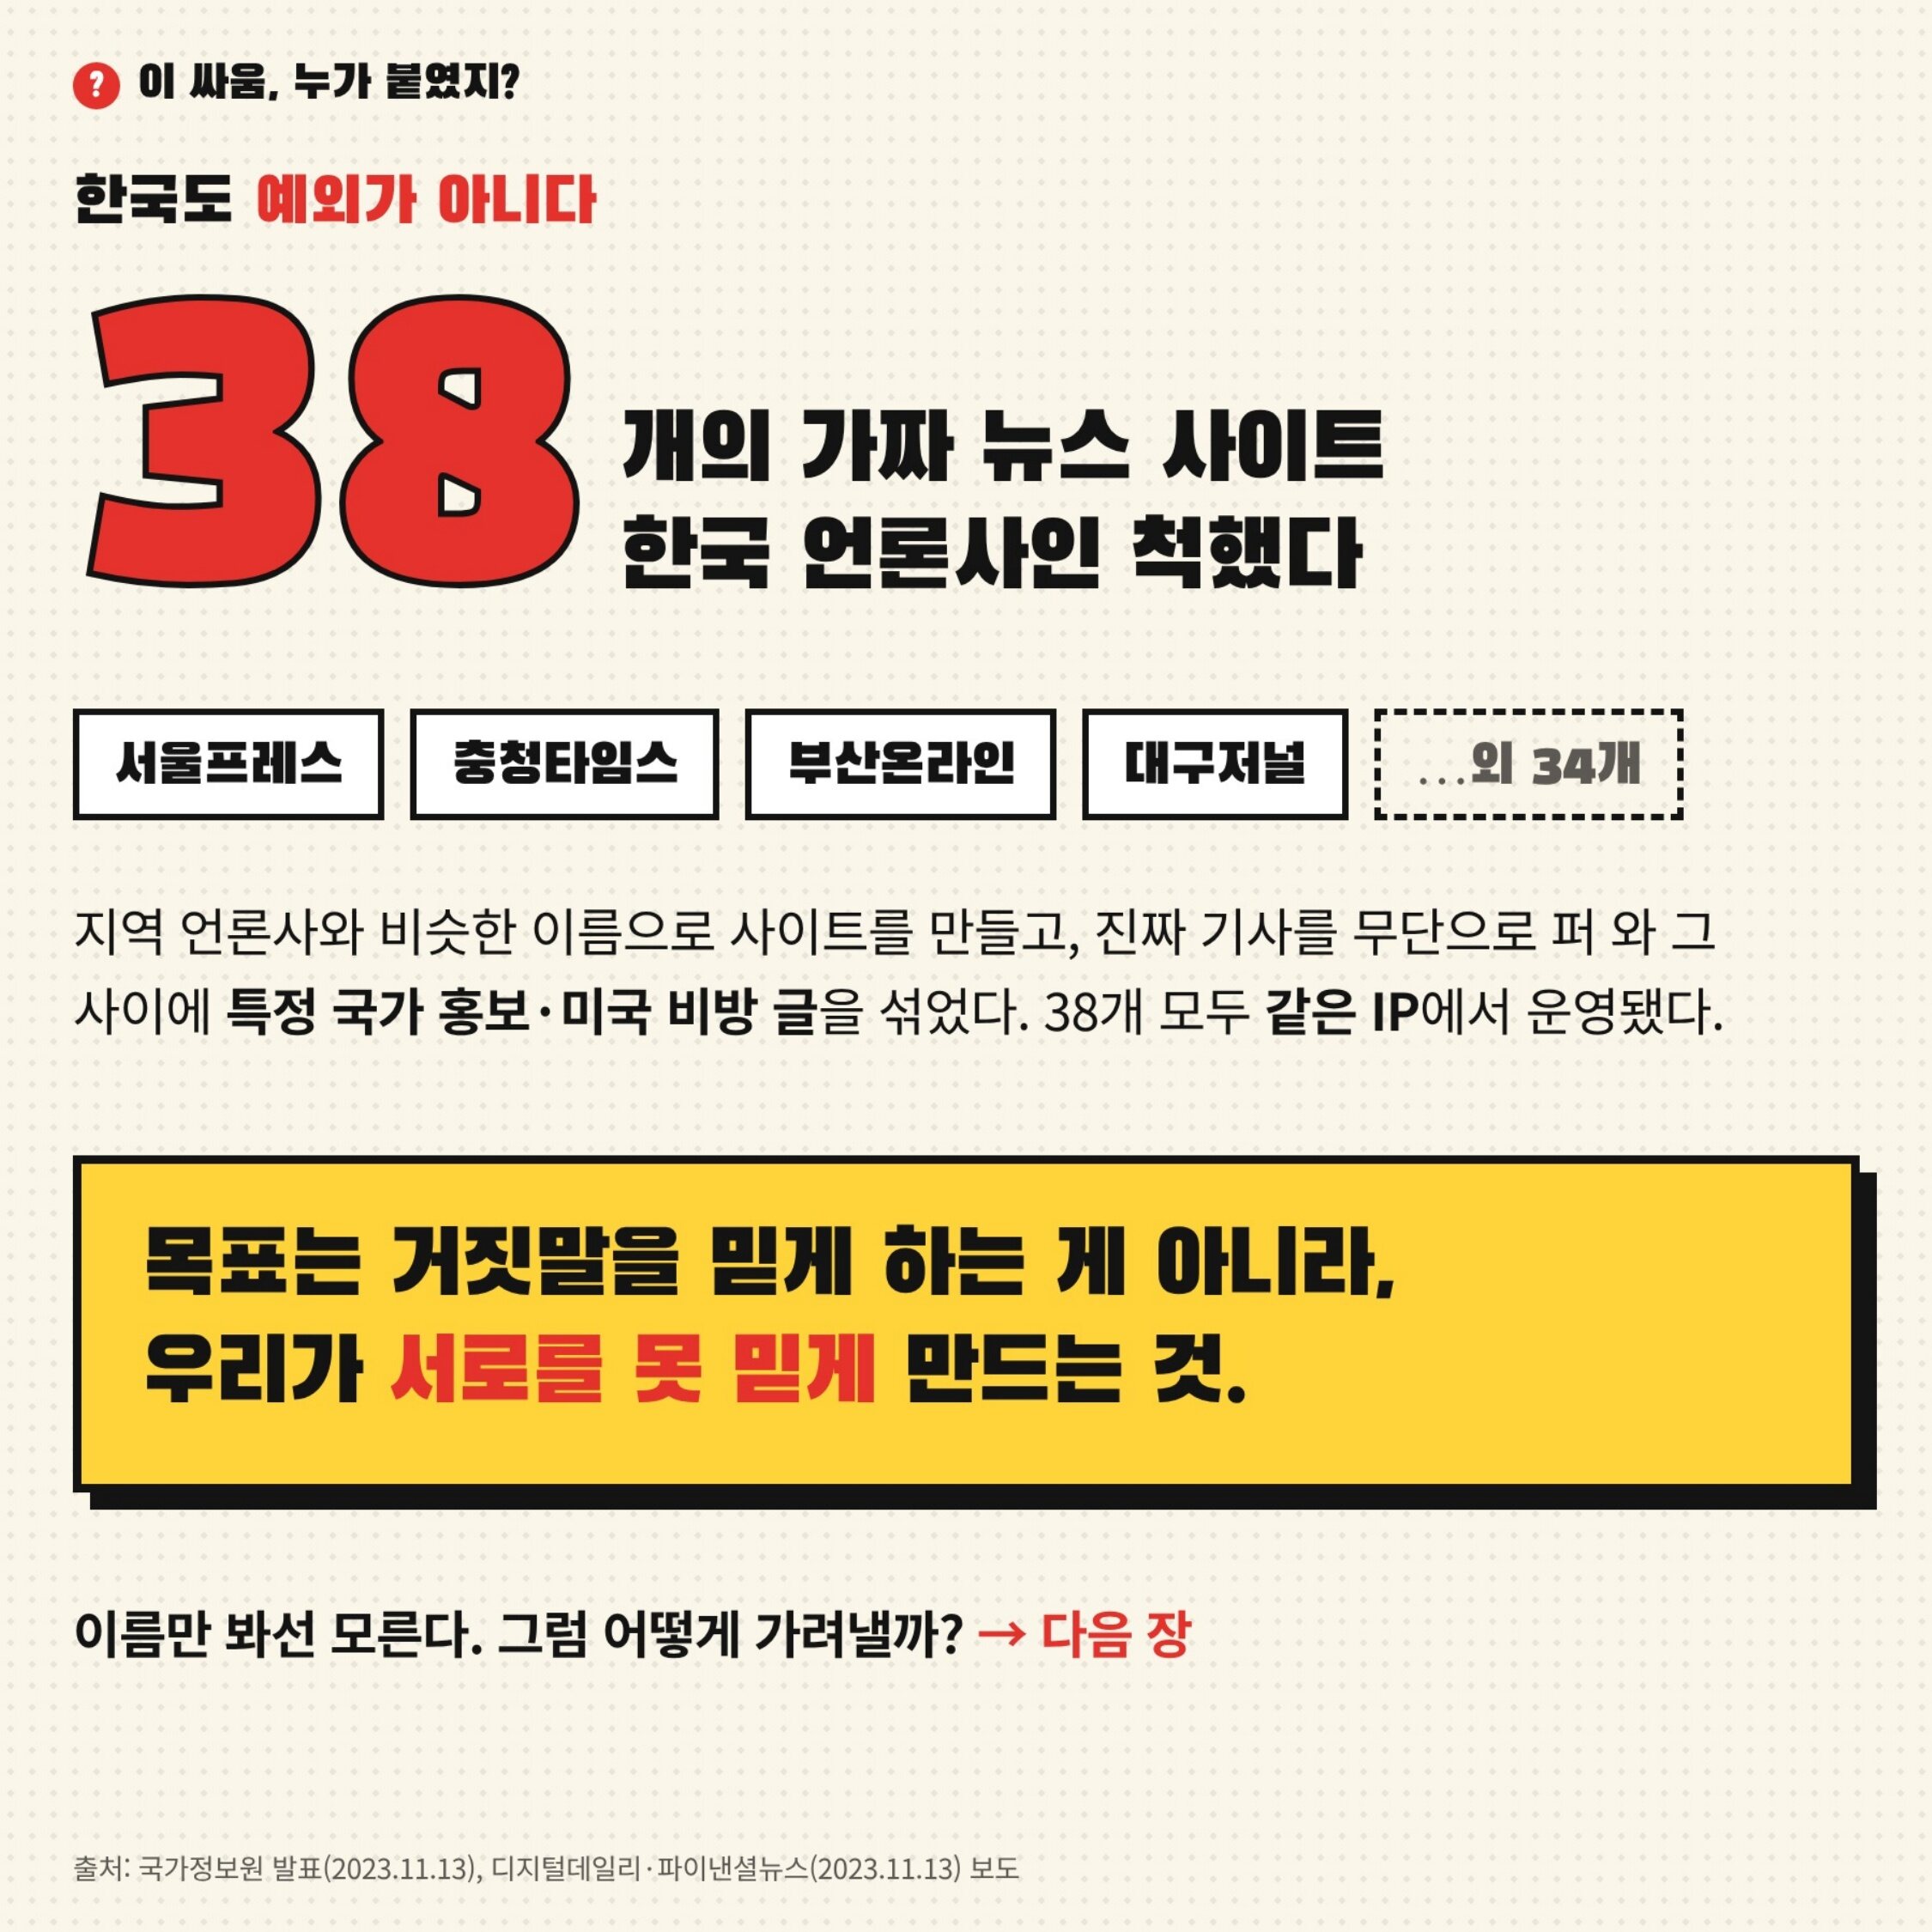 ? 이 싸움, 누가 붙였지?
한국도 예외가 아니다
38 개의 가짜 뉴스 사이트
한국 언론사인 척했다
서울프레스 충청타임스 부산온라인 대구저널 ...외 34개
지역 언론사와 비슷한 이름으로 사이트를 만들고, 진짜 기사를 무단으로 퍼 와 그
사이에 특정 국가 홍보·미국 비방 글을 섞었다. 38개 모두 같은 IP에서 운영됐다.
목표는 거짓말을 믿게 하는 게 아니라,
우리가 서로를 못 믿게 만드는 것.
이름만 봐선 모른다. 그럼 어떻게 가려낼까? → 다음 장
출처: 국가정보원 발표(2023.11.13), 디지털데일리·파이낸셜뉴스(2023.11.13) 보도